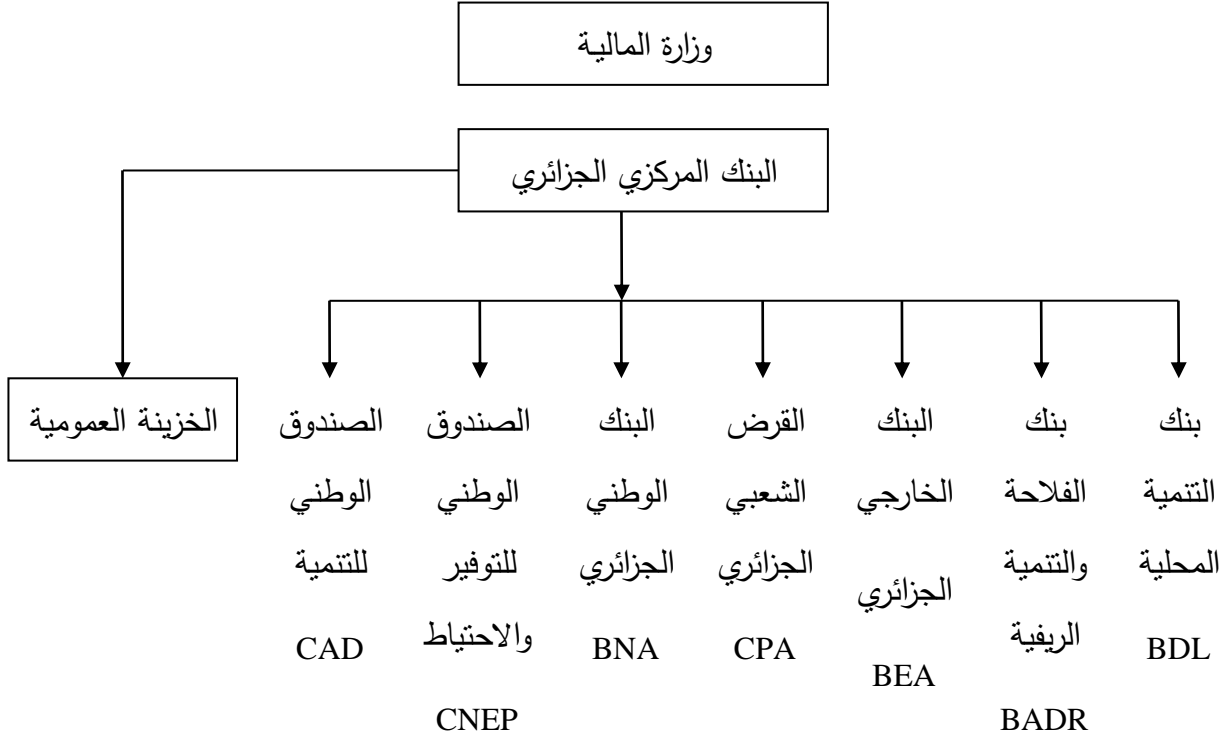 وزارة المالية
البنك المركزي الجزائري
بنك
التنمية
المحلية
BDL
بنك
الفلاحة
والتنمية
الريفية
BADR
البنك
الخارجي
الجزائري
BEA
القرض
الشعبي
الجزائري
CPA
البنك
الوطني
الجزائري
BNA
الصندوق
الوطني
للتوفير
والاحتياط
CNEP
الصندوق
الوطني
للتنمية
CAD
الخزينة العمومية